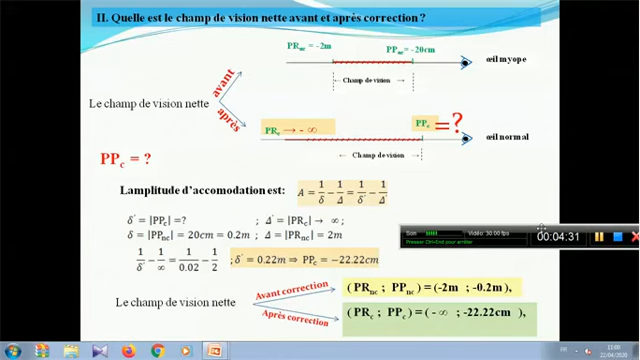 II. Quelle est le champ de vision nette avant et après correction ?
PRnc = -2m
PPnc = -20cm
œil myope
Champ de vision
avant
Le champ de vision nette
après
PRc → - ∞
PPc =?
œil normal
Champ de vision
PPc = ?
Lamplitude d'accomodation est: A = 1/δ - 1/Δ = 1/δ' - 1/Δ'
δ' = |PPc| =? ; Δ' = |PRc| → ∞ ;
δ = |PPnc| = 20cm = 0.2m ; Δ = |PRnc| = 2m
1/δ' - 1/∞ = 1/0.02 - 1/2 ; δ' = 0.22m ⇒ PPc = -22.22cm
Son
Vidéo: 30.00 fps
00:04:31
Presser Ctrl+End pour arrêter
Avant correction
( PRnc ; PPnc ) = (-2m ; -0.2m),
Le champ de vision nette
Après correction
( PRc ; PPc ) = ( - ∞ ; -22.22cm ),
FR
11:00
22/04/2020